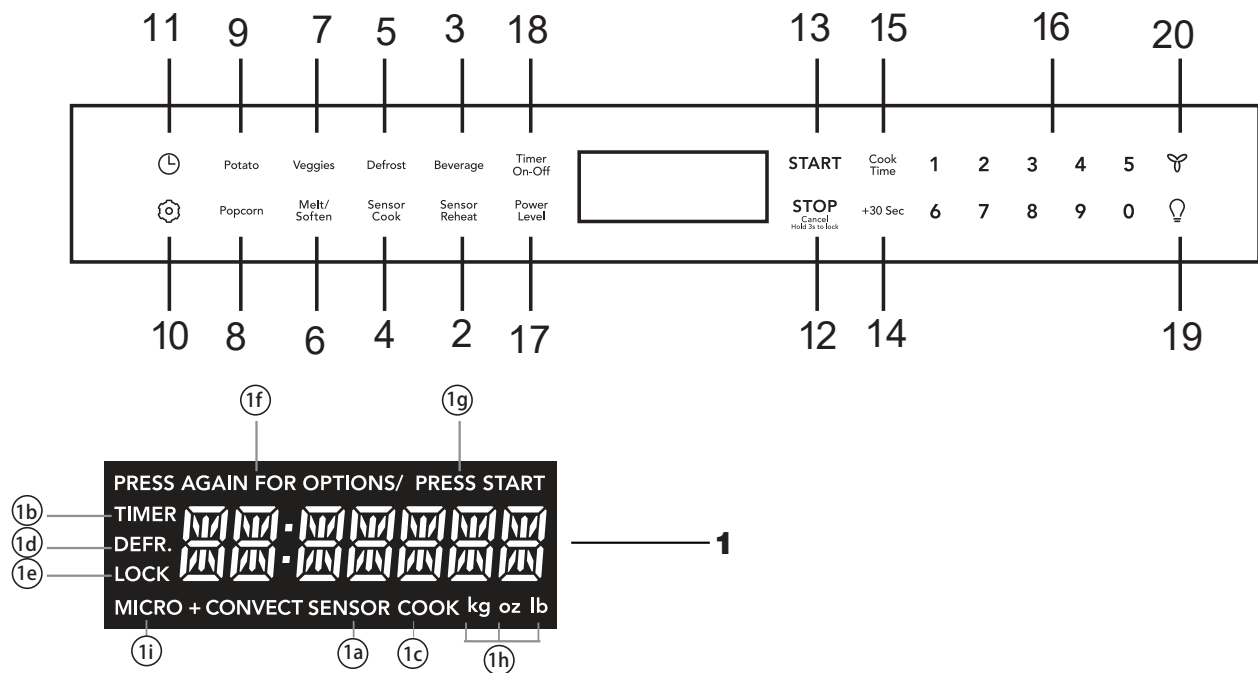 11 9 7 5 3 18 13 15 16 20
Potato Veggies Defrost Beverage Timer On-Off START Cook Time 1 2 3 4 5
Popcorn Melt/ Soften Sensor Cook Sensor Reheat Power Level STOP Cancel Hold 3s to lock +30 Sec 6 7 8 9 0
10 8 6 4 2 17 12 14 19
1f 1g
PRESS AGAIN FOR OPTIONS/ PRESS START
1b TIMER
1d DEFR.
1
1e LOCK
MICRO + CONVECT SENSOR COOK kg oz lb
1i 1a 1c 1h